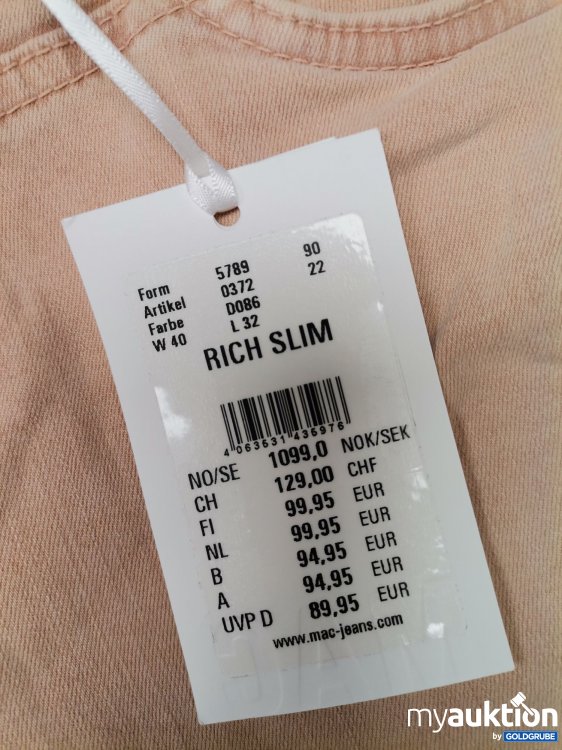 Form 5789 90
Artikel 0372 22
Farbe D086
W 40 L 32
RICH SLIM
4 063531 435976
NO/SE 1099,0 NOK/SEK
CH 129,00 CHF
FI 99,95 EUR
NL 99,95 EUR
B 94,95 EUR
A 94,95 EUR
UVP D 89,95 EUR
www.mac-jeans.com
myauktion
by GOLDGRUBE